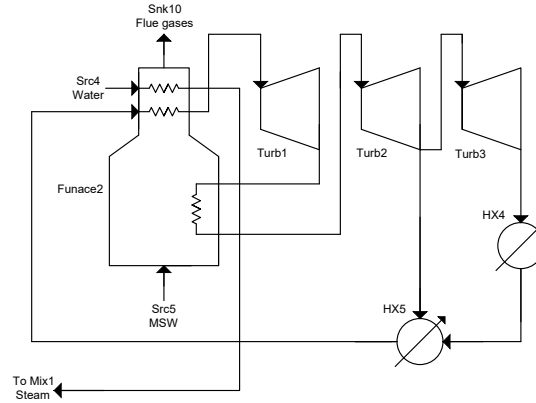 Snk10
Flue gases
Src4
Water
Turb1
Turb2
Turb3
Funace2
HX4
Src5
MSW
HX5
To Mix1
Steam